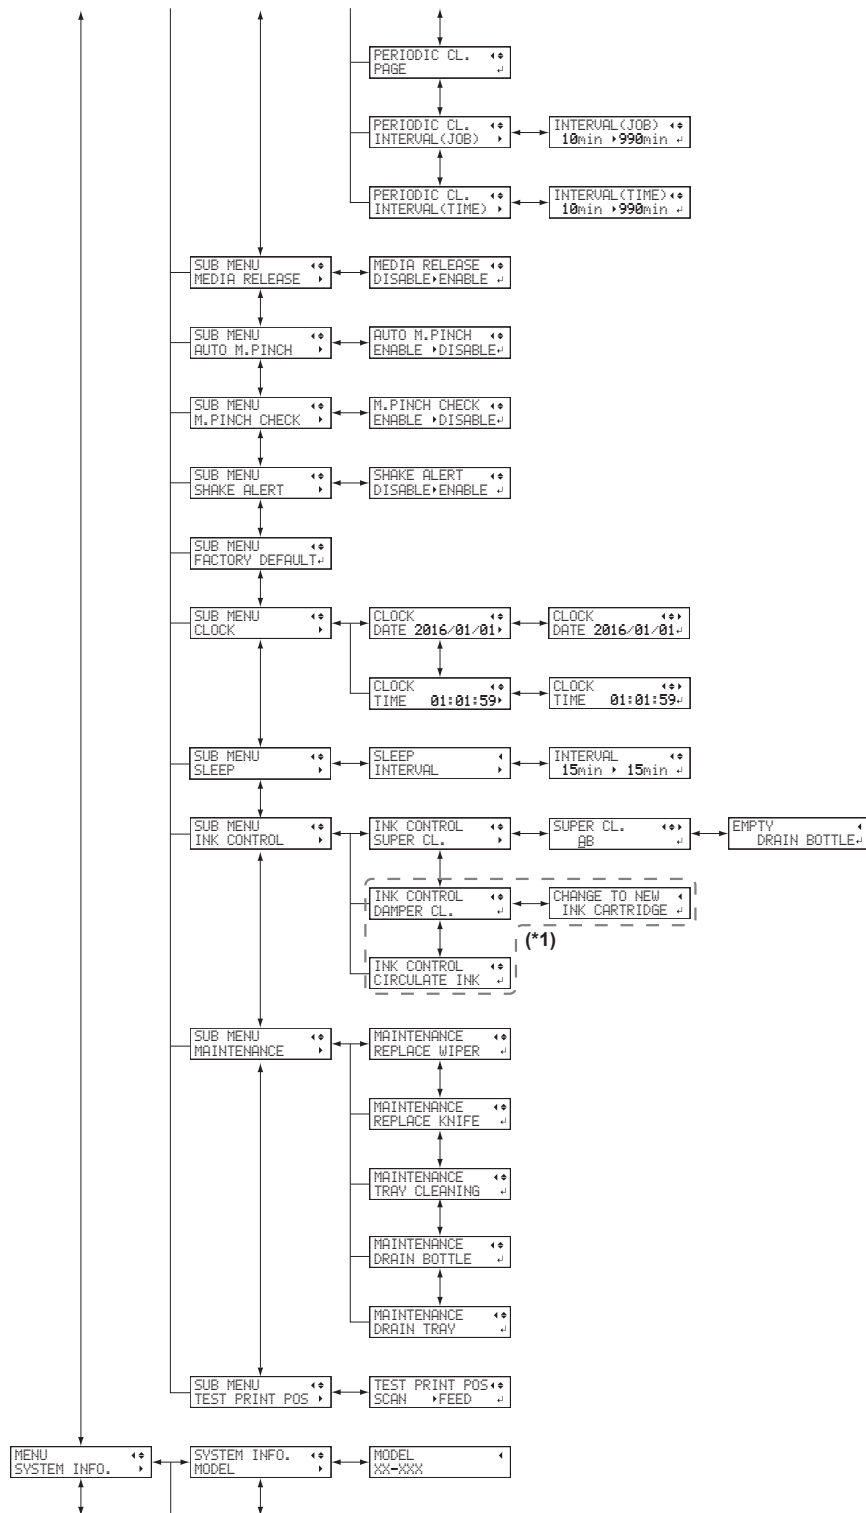 PERIODIC CL.
PAGE
PERIODIC CL.
INTERVAL(JOB)
INTERVAL(JOB)
10min ▸990min
PERIODIC CL.
INTERVAL(TIME)
INTERVAL(TIME)
10min ▸990min
SUB MENU
MEDIA RELEASE
MEDIA RELEASE
DISABLE▸ENABLE
SUB MENU
AUTO M.PINCH
AUTO M.PINCH
ENABLE ▸DISABLE
SUB MENU
M.PINCH CHECK
M.PINCH CHECK
ENABLE ▸DISABLE
SUB MENU
SHAKE ALERT
SHAKE ALERT
DISABLE▸ENABLE
SUB MENU
FACTORY DEFAULT
SUB MENU
CLOCK
CLOCK
DATE 2016/01/01
CLOCK
DATE 2016/01/01
CLOCK
TIME 01:01:59
CLOCK
TIME 01:01:59
SUB MENU
SLEEP
SLEEP
INTERVAL
INTERVAL
15min ▸ 15min
SUB MENU
INK CONTROL
INK CONTROL
SUPER CL.
SUPER CL.
AB
EMPTY
DRAIN BOTTLE
INK CONTROL
DAMPER CL.
CHANGE TO NEW
INK CARTRIDGE
(*1)
INK CONTROL
CIRCULATE INK
SUB MENU
MAINTENANCE
MAINTENANCE
REPLACE WIPER
MAINTENANCE
REPLACE KNIFE
MAINTENANCE
TRAY CLEANING
MAINTENANCE
DRAIN BOTTLE
MAINTENANCE
DRAIN TRAY
SUB MENU
TEST PRINT POS
TEST PRINT POS
SCAN ▸FEED
MENU
SYSTEM INFO.
SYSTEM INFO.
MODEL
MODEL
XX-XXX